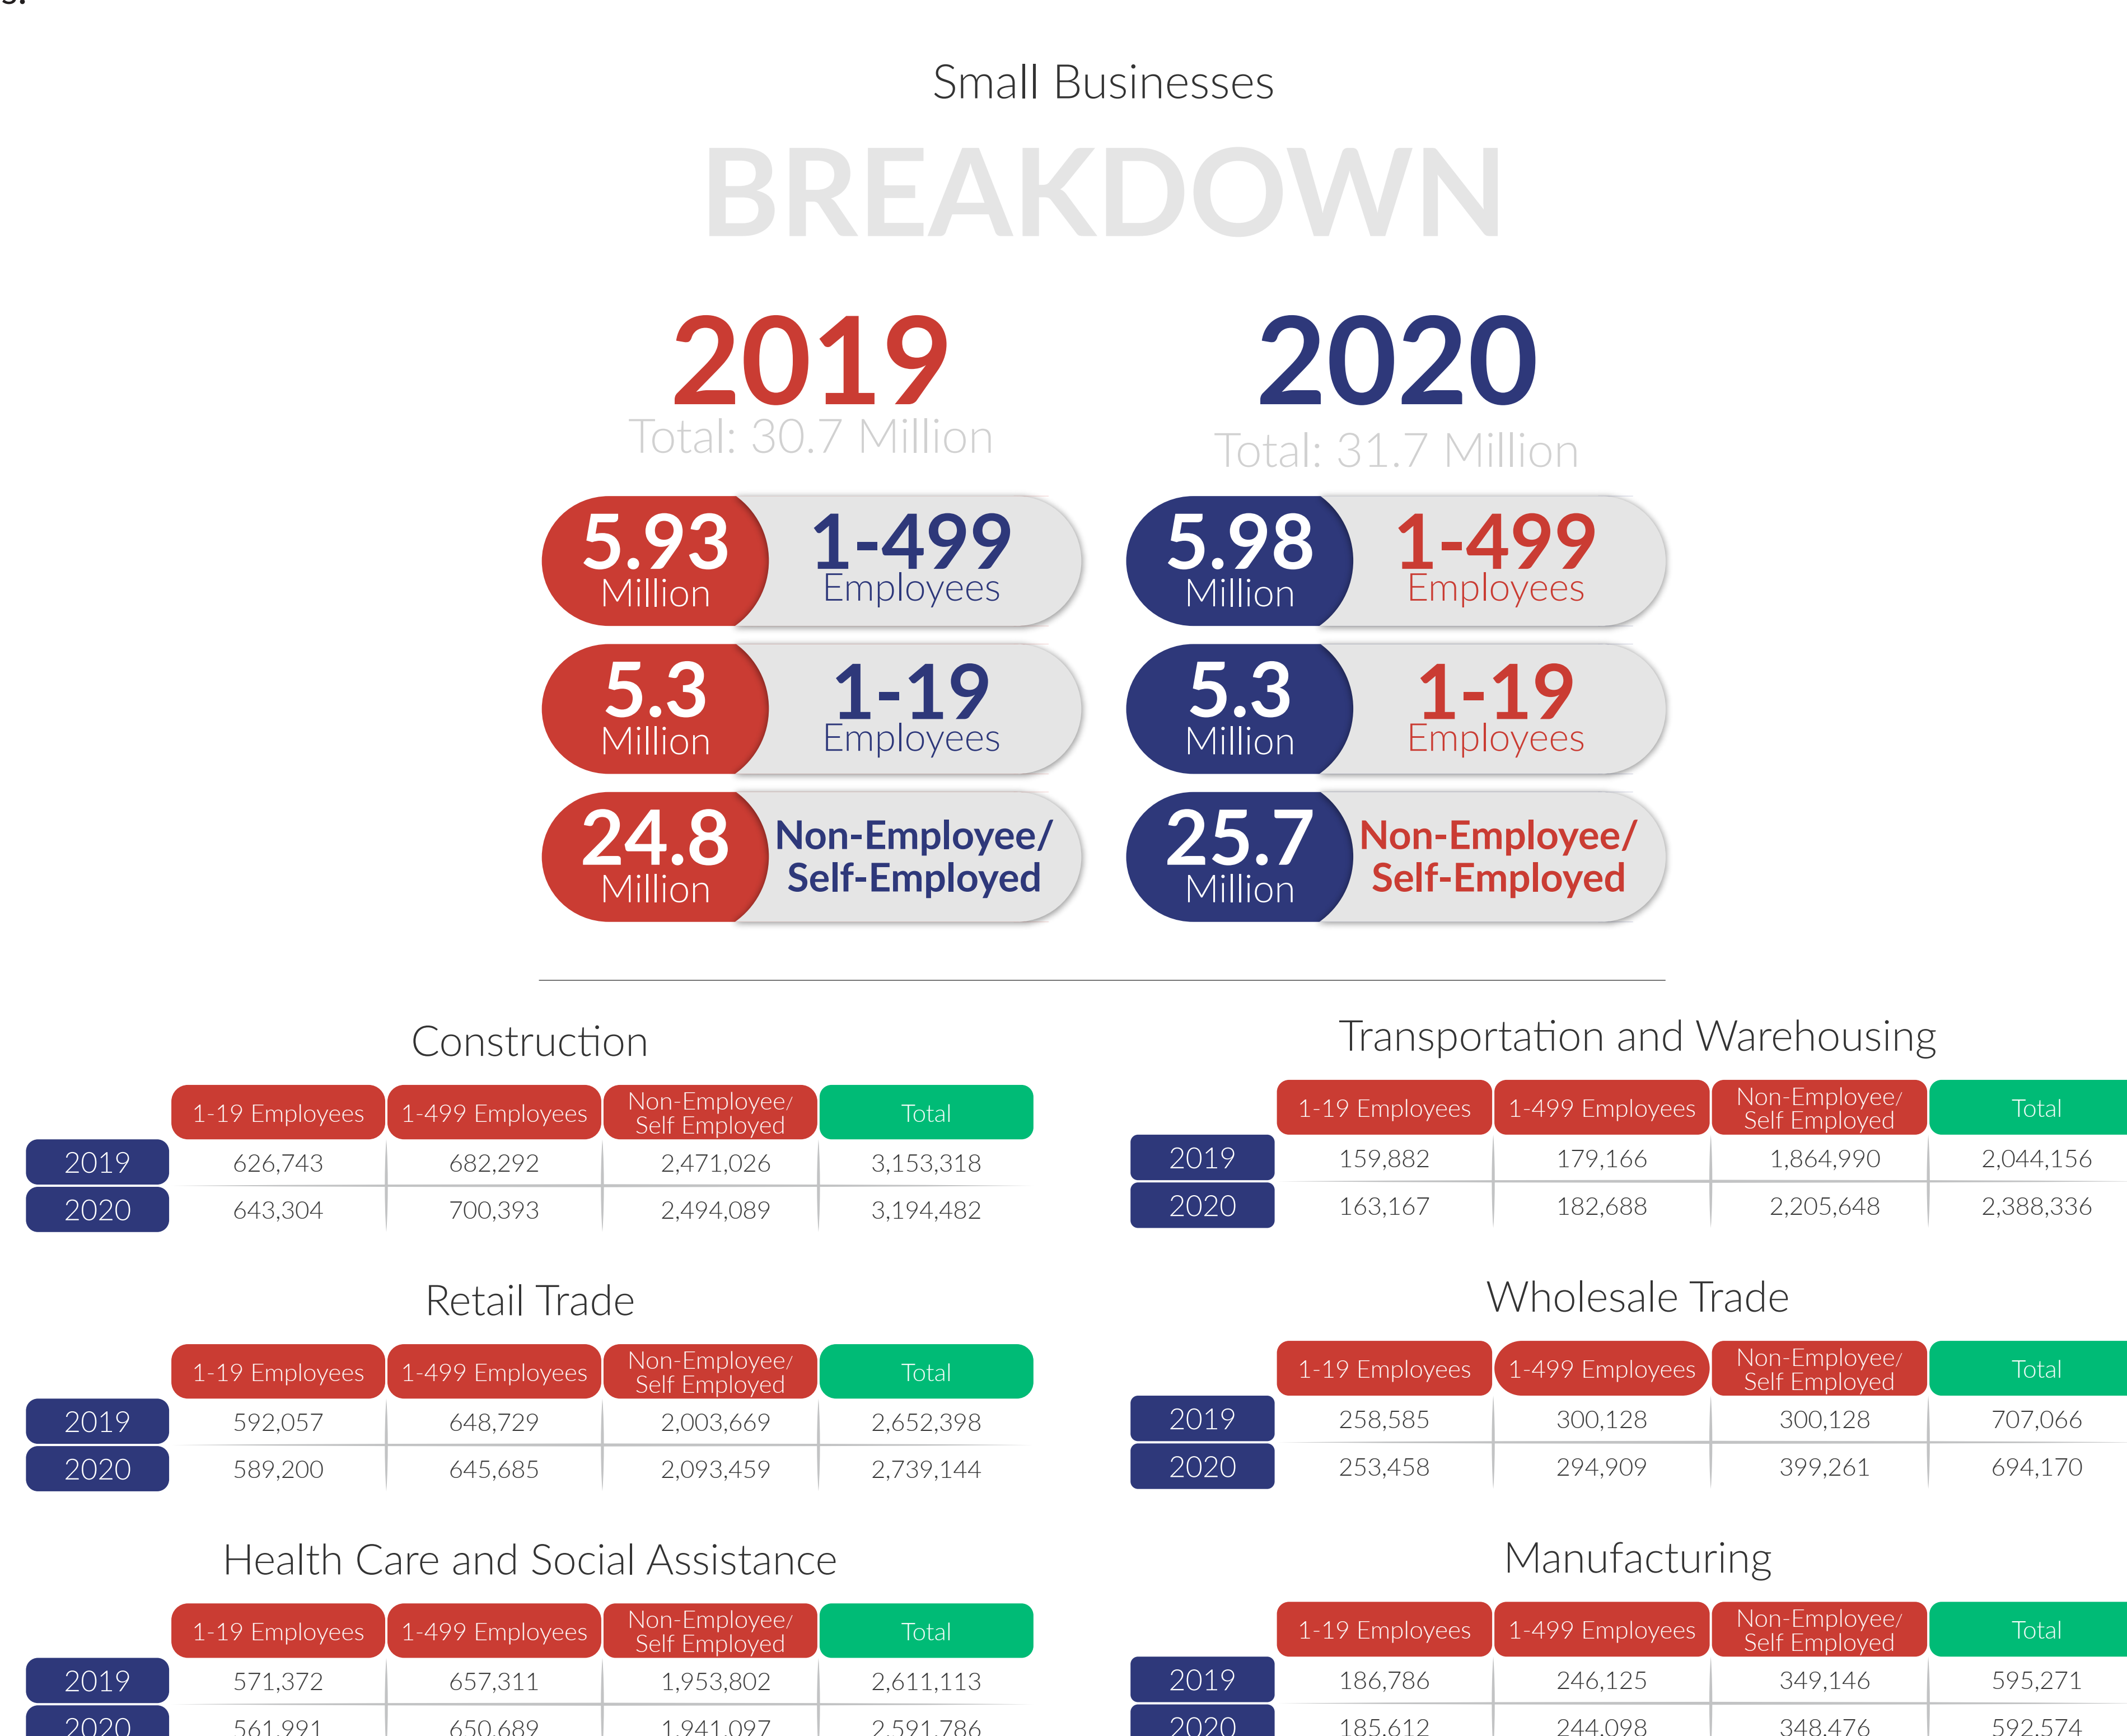 s.
Small Businesses
BREAKDOWN
2019
Total: 30.7 Million
5.93
Million
1-499
Employees
5.3
Million
1-19
Employees
24.8
Million
Non-Employee/
Self-Employed
2020
Total: 31.7 Million
5.98
Million
1-499
Employees
5.3
Million
1-19
Employees
25.7
Million
Non-Employee/
Self-Employed
Construction
1-19 Employees 1-499 Employees Non-Employee/ Self Employed Total
2019 626,743 682,292 2,471,026 3,153,318
2020 643,304 700,393 2,494,089 3,194,482
Retail Trade
1-19 Employees 1-499 Employees Non-Employee/ Self Employed Total
2019 592,057 648,729 2,003,669 2,652,398
2020 589,200 645,685 2,093,459 2,739,144
Health Care and Social Assistance
1-19 Employees 1-499 Employees Non-Employee/ Self Employed Total
2019 571,372 657,311 1,953,802 2,611,113
2020 561,991 650,689 1,941,097 2,591,786
Transportation and Warehousing
1-19 Employees 1-499 Employees Non-Employee/ Self Employed Total
2019 159,882 179,166 1,864,990 2,044,156
2020 163,167 182,688 2,205,648 2,388,336
Wholesale Trade
1-19 Employees 1-499 Employees Non-Employee/ Self Employed Total
2019 258,585 300,128 300,128 707,066
2020 253,458 294,909 399,261 694,170
Manufacturing
1-19 Employees 1-499 Employees Non-Employee/ Self Employed Total
2019 186,786 246,125 349,146 595,271
2020 185,612 244,098 348,476 592,574